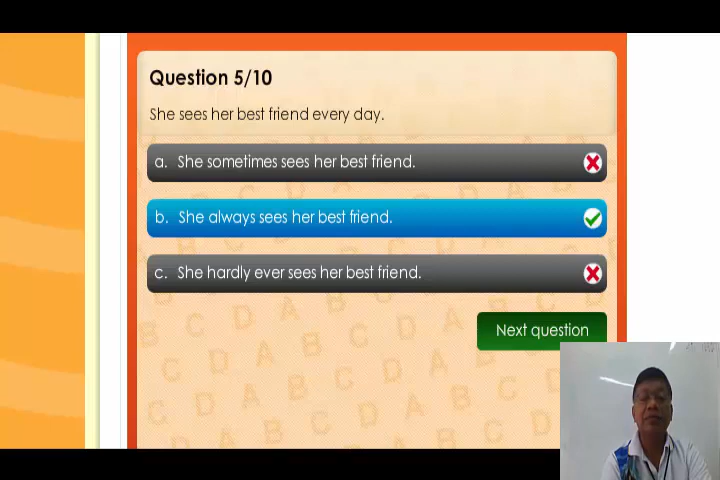 Question 5/10
She sees her best friend every day.
a. She sometimes sees her best friend.
b. She always sees her best friend.
c. She hardly ever sees her best friend.
Next question